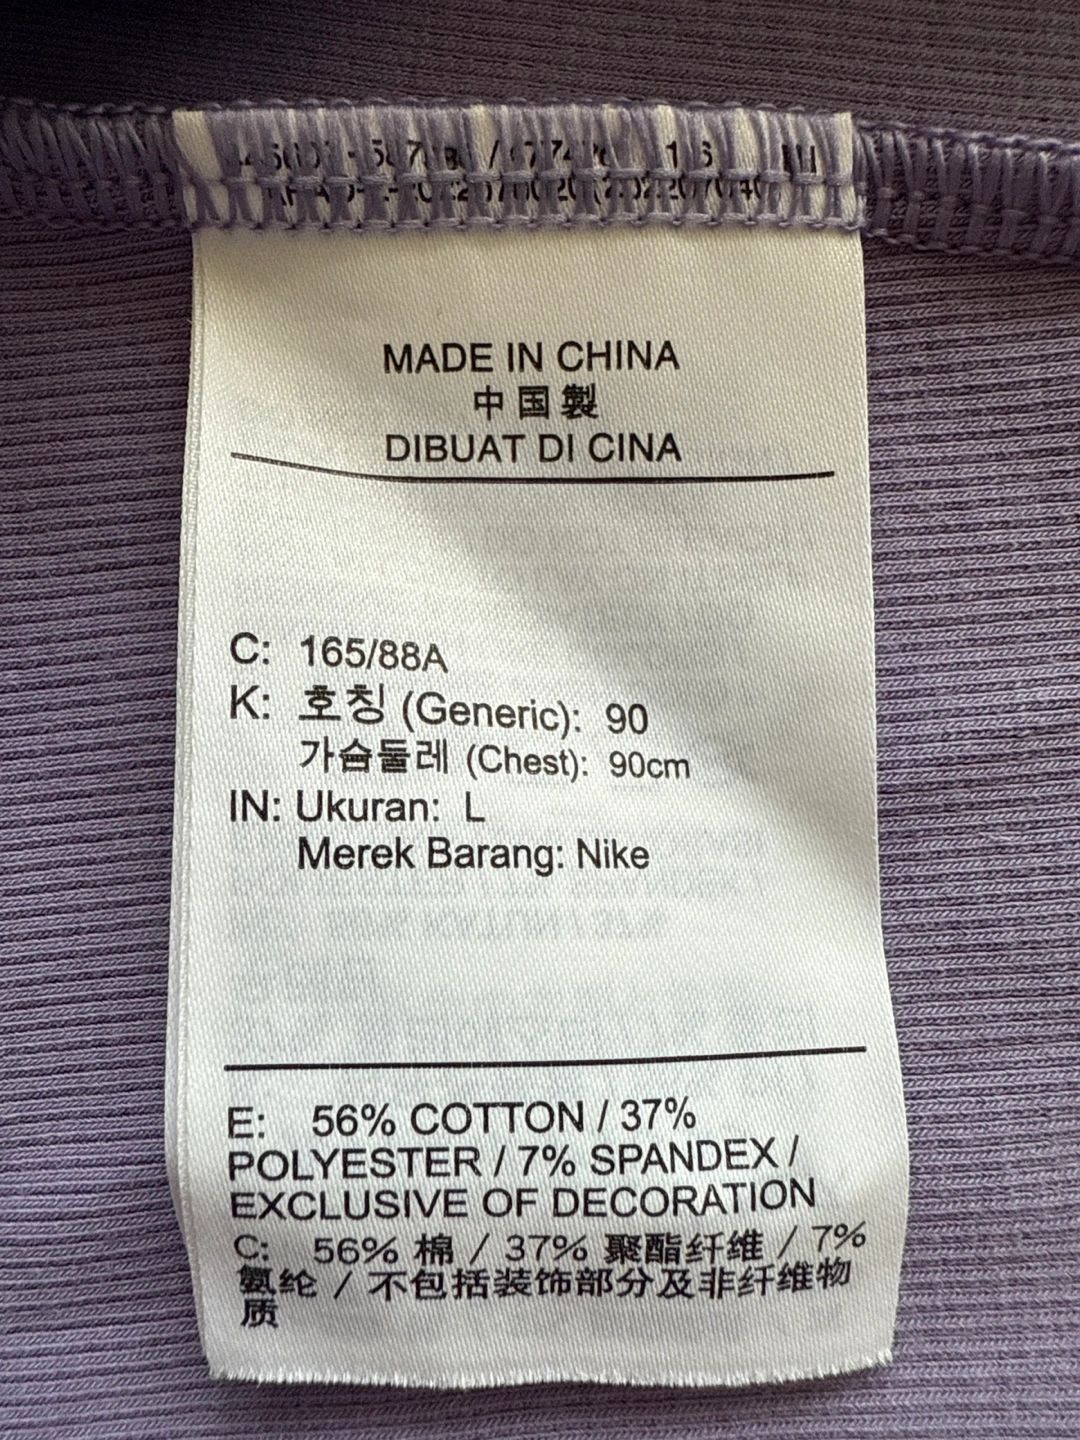 MADE IN CHINA
中国製
DIBUAT DI CINA
C: 165/88A
K: 호칭 (Generic): 90
가슴둘레 (Chest): 90cm
IN: Ukuran: L
Merek Barang: Nike
E: 56% COTTON / 37%
POLYESTER / 7% SPANDEX /
EXCLUSIVE OF DECORATION
C: 56% 棉 / 37% 聚酯纤维 / 7%
氨纶 / 不包括装饰部分及非纤维物
质